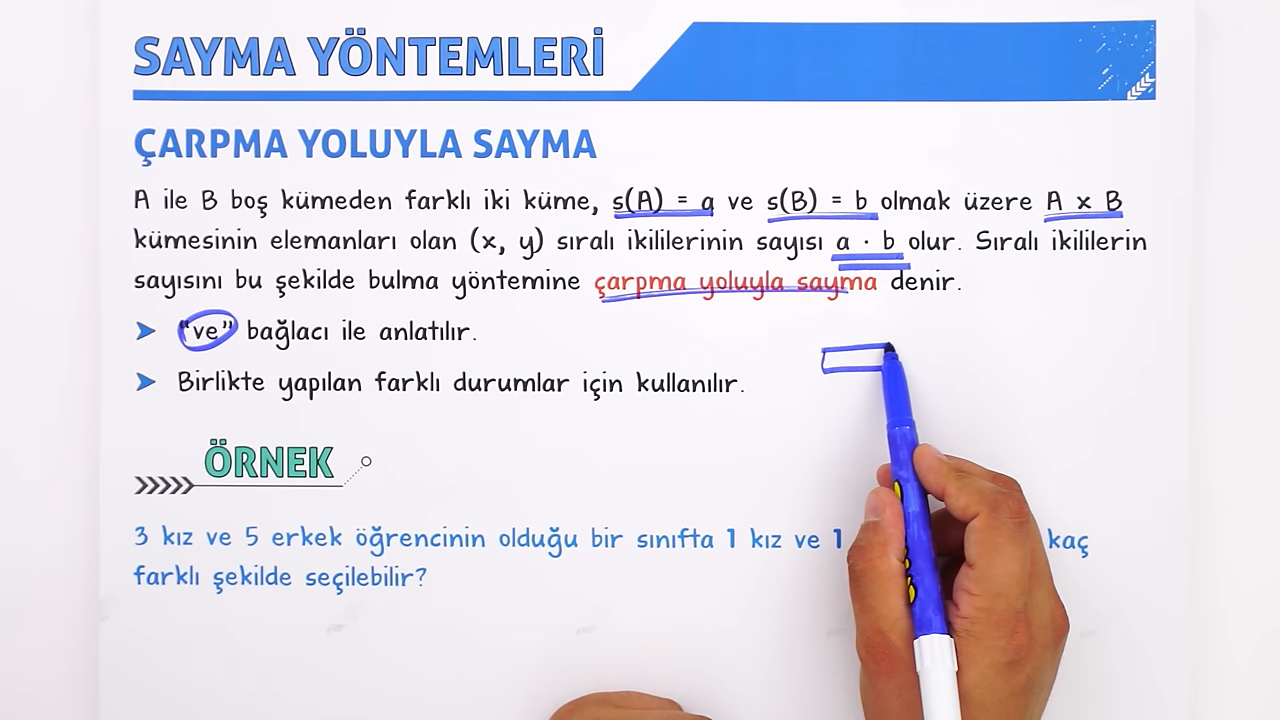 SAYMA YÖNTEMLERİ
ÇARPMA YOLUYLA SAYMA
A ile B boş kümeden farklı iki küme, s(A) = a ve s(B) = b olmak üzere A x B
kümesinin elemanları olan (x, y) sıralı ikililerinin sayısı a · b olur. Sıralı ikililerin
sayısını bu şekilde bulma yöntemine çarpma yoluyla sayma denir.
➤ “ve” bağlacı ile anlatılır.
➤ Birlikte yapılan farklı durumlar için kullanılır.
ÖRNEK
3 kız ve 5 erkek öğrencinin olduğu bir sınıfta 1 kız ve 1 kaç
farklı şekilde seçilebilir?